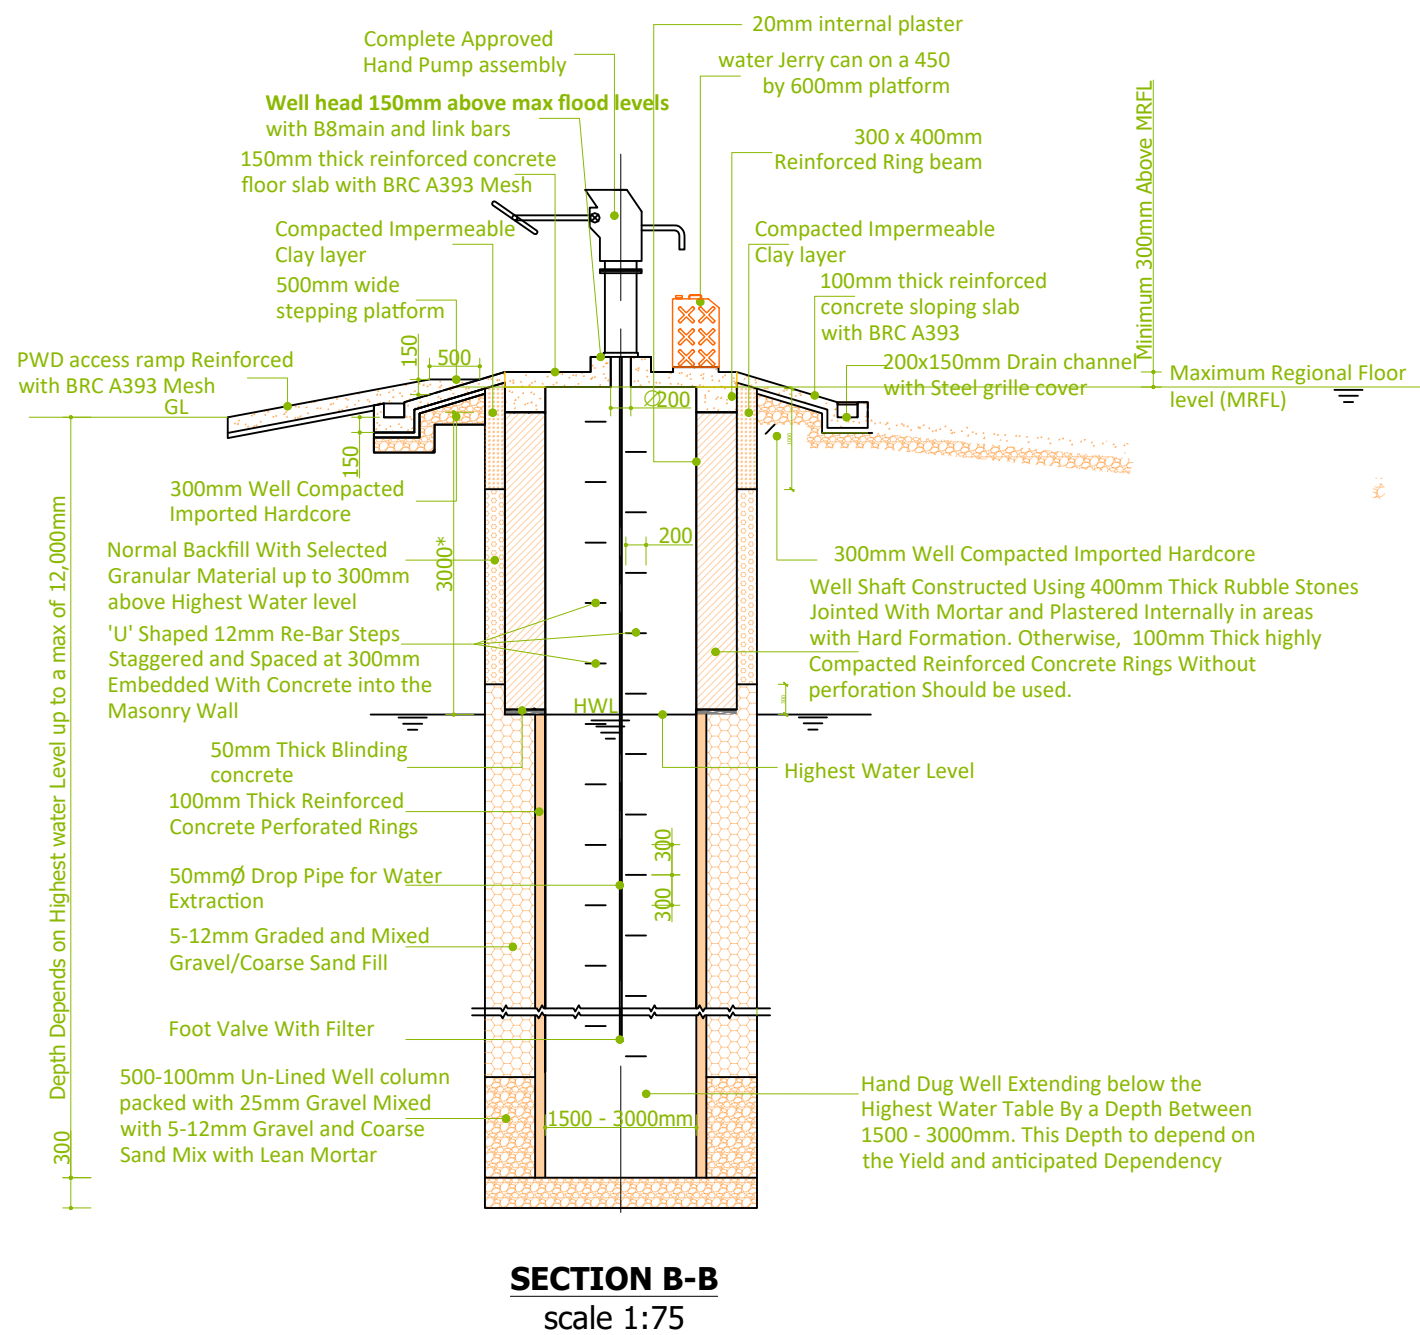 20mm internal plaster
Complete Approved
Hand Pump assembly
water Jerry can on a 450
by 600mm platform
Well head 150mm above max flood levels
with B8main and link bars
300 x 400mm
Reinforced Ring beam
150mm thick reinforced concrete
floor slab with BRC A393 Mesh
Minimum 300mm Above MRFL
Compacted Impermeable
Clay layer
Compacted Impermeable
Clay layer
500mm wide
stepping platform
100mm thick reinforced
concrete sloping slab
with BRC A393
150
500
PWD access ramp Reinforced
with BRC A393 Mesh
200x150mm Drain channel
with Steel grille cover
Maximum Regional Floor
level (MRFL)
GL
Ø200
150
300mm Well Compacted
Imported Hardcore
3000*
200
300mm Well Compacted Imported Hardcore
Normal Backfill With Selected
Granular Material up to 300mm
above Highest Water level
Well Shaft Constructed Using 400mm Thick Rubble Stones
Jointed With Mortar and Plastered Internally in areas
with Hard Formation. Otherwise, 100mm Thick highly
Compacted Reinforced Concrete Rings Without
perforation Should be used.
'U' Shaped 12mm Re-Bar Steps
Staggered and Spaced at 300mm
Embedded With Concrete into the
Masonry Wall
HWL
Depth Depends on Highest water Level up to a max of 12,000mm
50mm Thick Blinding
concrete
Highest Water Level
100mm Thick Reinforced
Concrete Perforated Rings
300
300
50mmØ Drop Pipe for Water
Extraction
5-12mm Graded and Mixed
Gravel/Coarse Sand Fill
Foot Valve With Filter
500-100mm Un-Lined Well column
packed with 25mm Gravel Mixed
with 5-12mm Gravel and Coarse
Sand Mix with Lean Mortar
1500 - 3000mm
Hand Dug Well Extending below the
Highest Water Table By a Depth Between
1500 - 3000mm. This Depth to depend on
the Yield and anticipated Dependency
300
SECTION B-B
scale 1:75